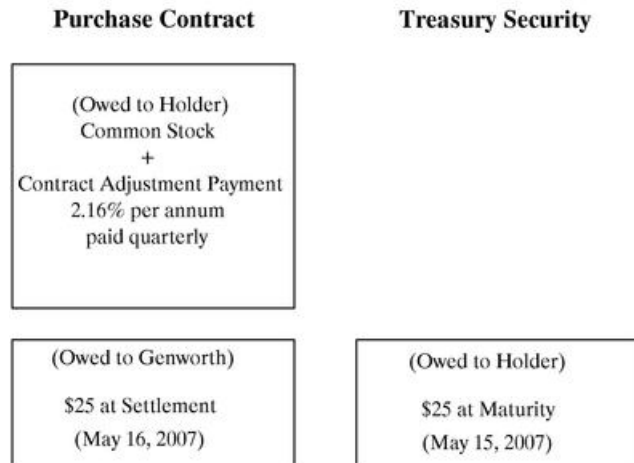 Purchase Contract
Treasury Security
(Owed to Holder)
Common Stock
+
Contract Adjustment Payment
2.16% per annum
paid quarterly
(Owed to Genworth)
$25 at Settlement
(May 16, 2007)
(Owed to Holder)
$25 at Maturity
(May 15, 2007)